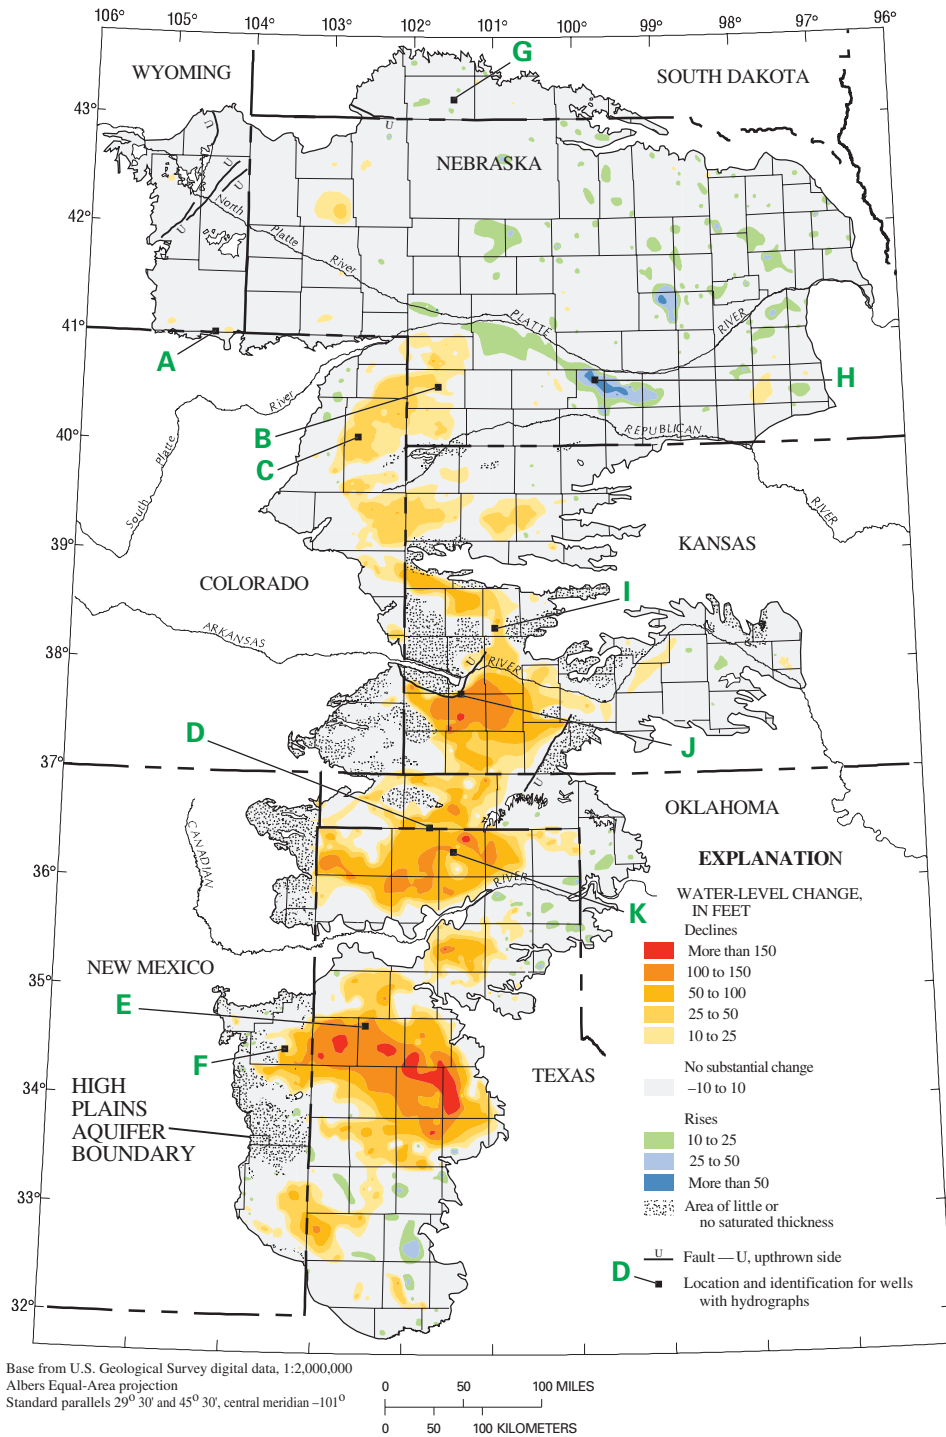 106° 105° 104° 103° 102° 101° 100° 99° 98° 97° 96°
G
WYOMING
SOUTH DAKOTA
43°
U
U
NEBRASKA
U
U
North
42°
U
Platte
River
41°
PLATTE
RIVER
A
H
River
B
40°
REPUBLICAN
C
Platte
South
RIVER
39°
KANSAS
COLORADO
I
ARKANSAS
38°
U
RIVER
D
J
37°
U
OKLAHOMA
CANADIAN
36°
RIVER
K
EXPLANATION
WATER-LEVEL CHANGE,
IN FEET
Declines
More than 150
100 to 150
50 to 100
25 to 50
10 to 25
No substantial change
–10 to 10
Rises
10 to 25
25 to 50
More than 50
Area of little or
no saturated thickness
U
Fault — U, upthrown side
D
Location and identification for wells
with hydrographs
NEW MEXICO
35°
E
F
TEXAS
34°
HIGH
PLAINS
AQUIFER
BOUNDARY
33°
32°
Base from U.S. Geological Survey digital data, 1:2,000,000
Albers Equal-Area projection
Standard parallels 29° 30' and 45° 30', central meridian –101°
0 50 100 MILES
0 50 100 KILOMETERS